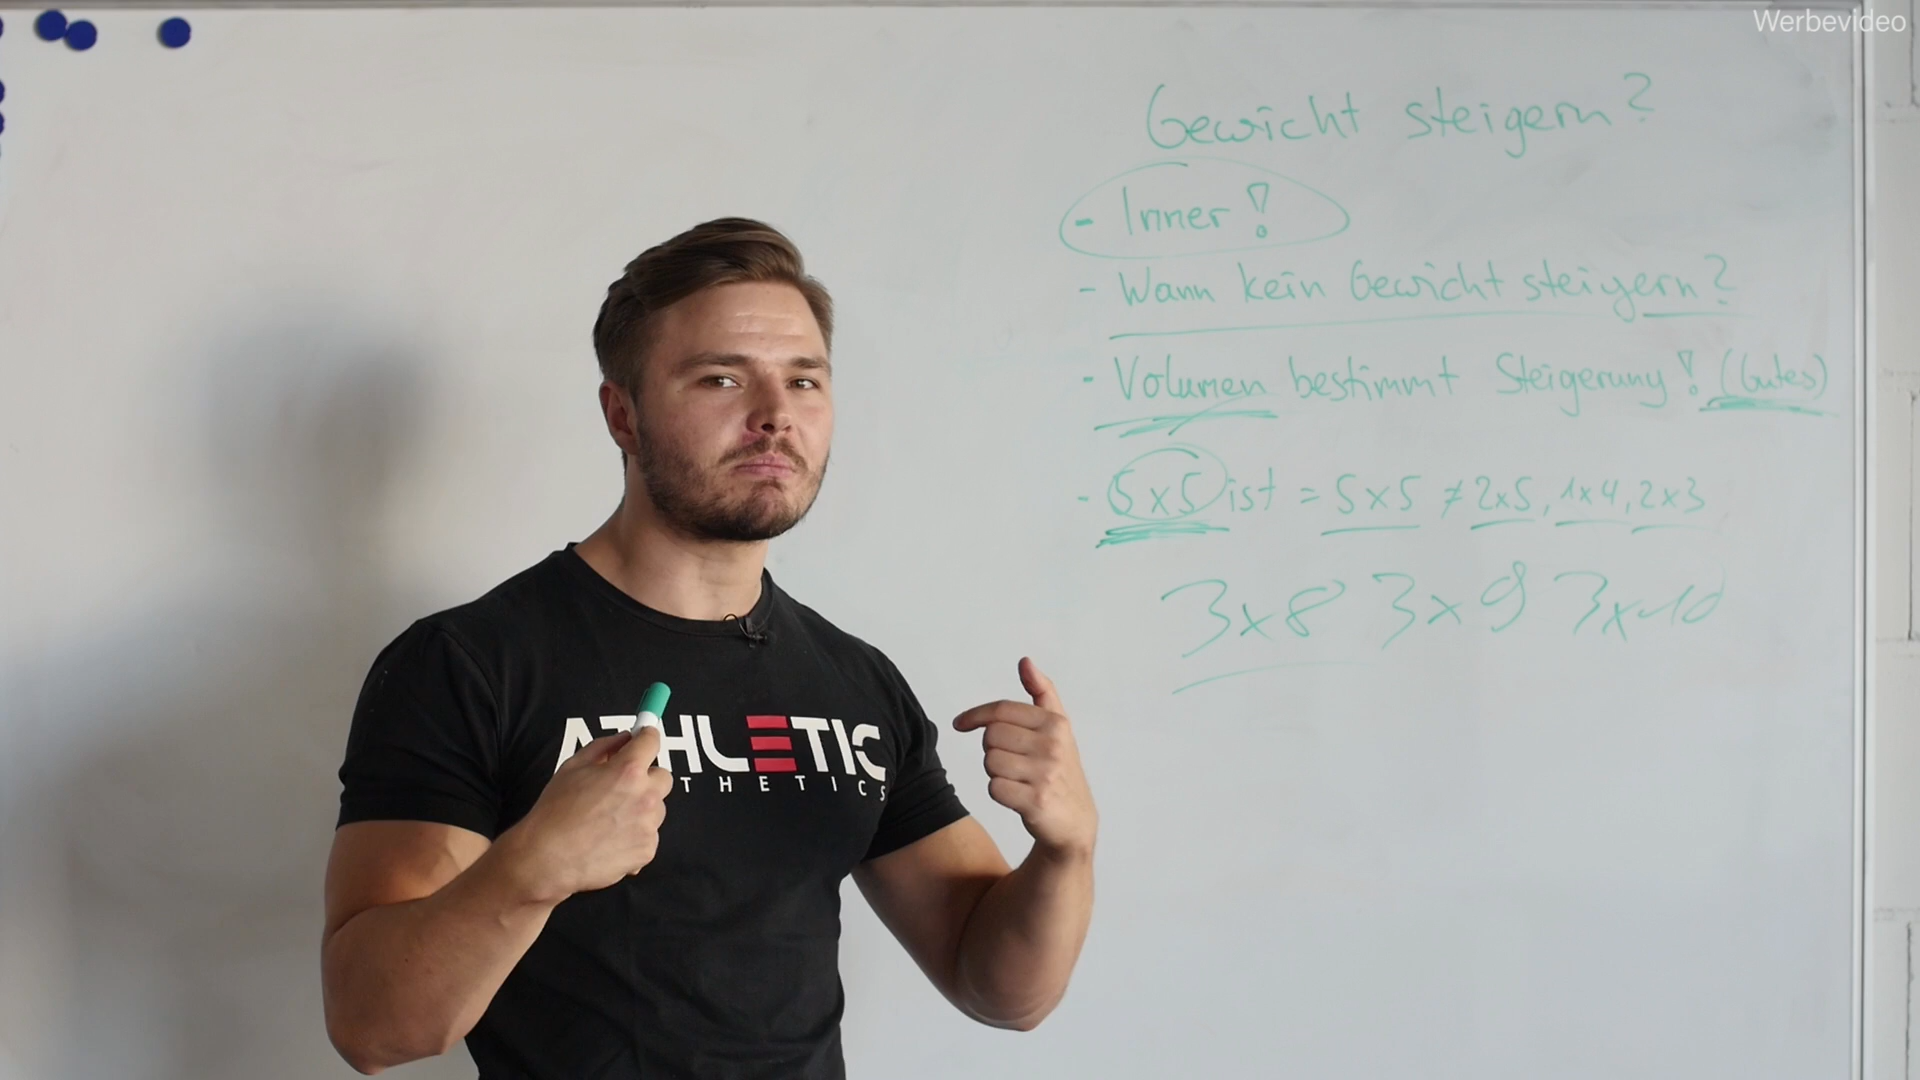 Werbevideo
Gewicht steigern?
- Immer!
- Wann kein Gewicht steigern?
- Volumen bestimmt Steigerung! (Gutes)
- 5x5 ist = 5x5 ≠ 2x5, 1x4, 2x3
3x8 3x9 3x10
ATHLETIC
THETICS